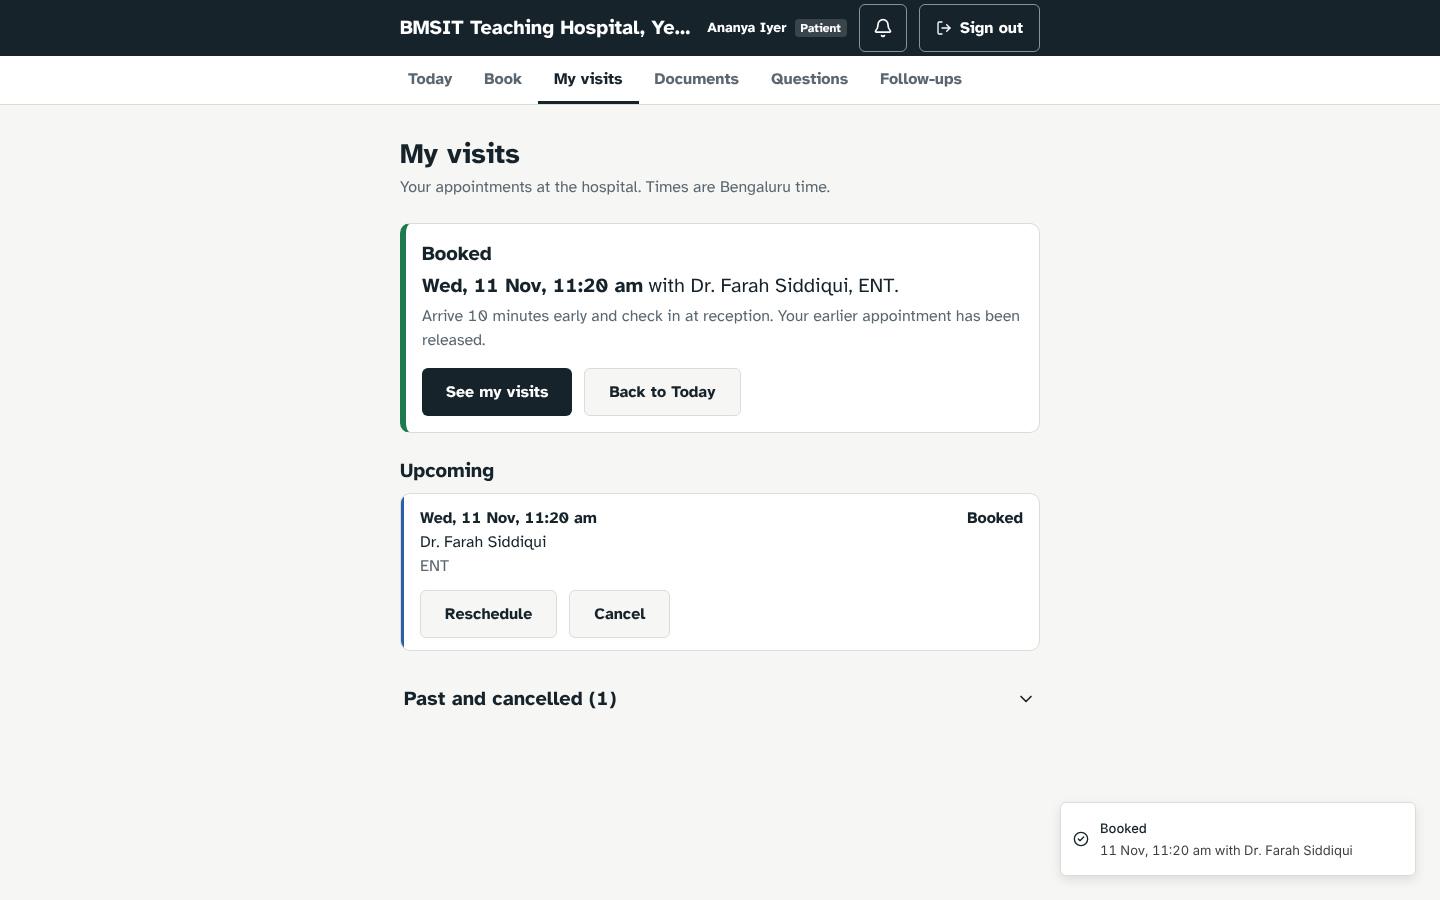 BMSIT Teaching Hospital, Ye...
Ananya Iyer
Patient
Sign out
Today
Book
My visits
Documents
Questions
Follow-ups
My visits
Your appointments at the hospital. Times are Bengaluru time.
Booked
Wed, 11 Nov, 11:20 am with Dr. Farah Siddiqui, ENT.
Arrive 10 minutes early and check in at reception. Your earlier appointment has been
released.
See my visits
Back to Today
Upcoming
Wed, 11 Nov, 11:20 am
Booked
Dr. Farah Siddiqui
ENT
Reschedule
Cancel
Past and cancelled (1)
Booked
11 Nov, 11:20 am with Dr. Farah Siddiqui